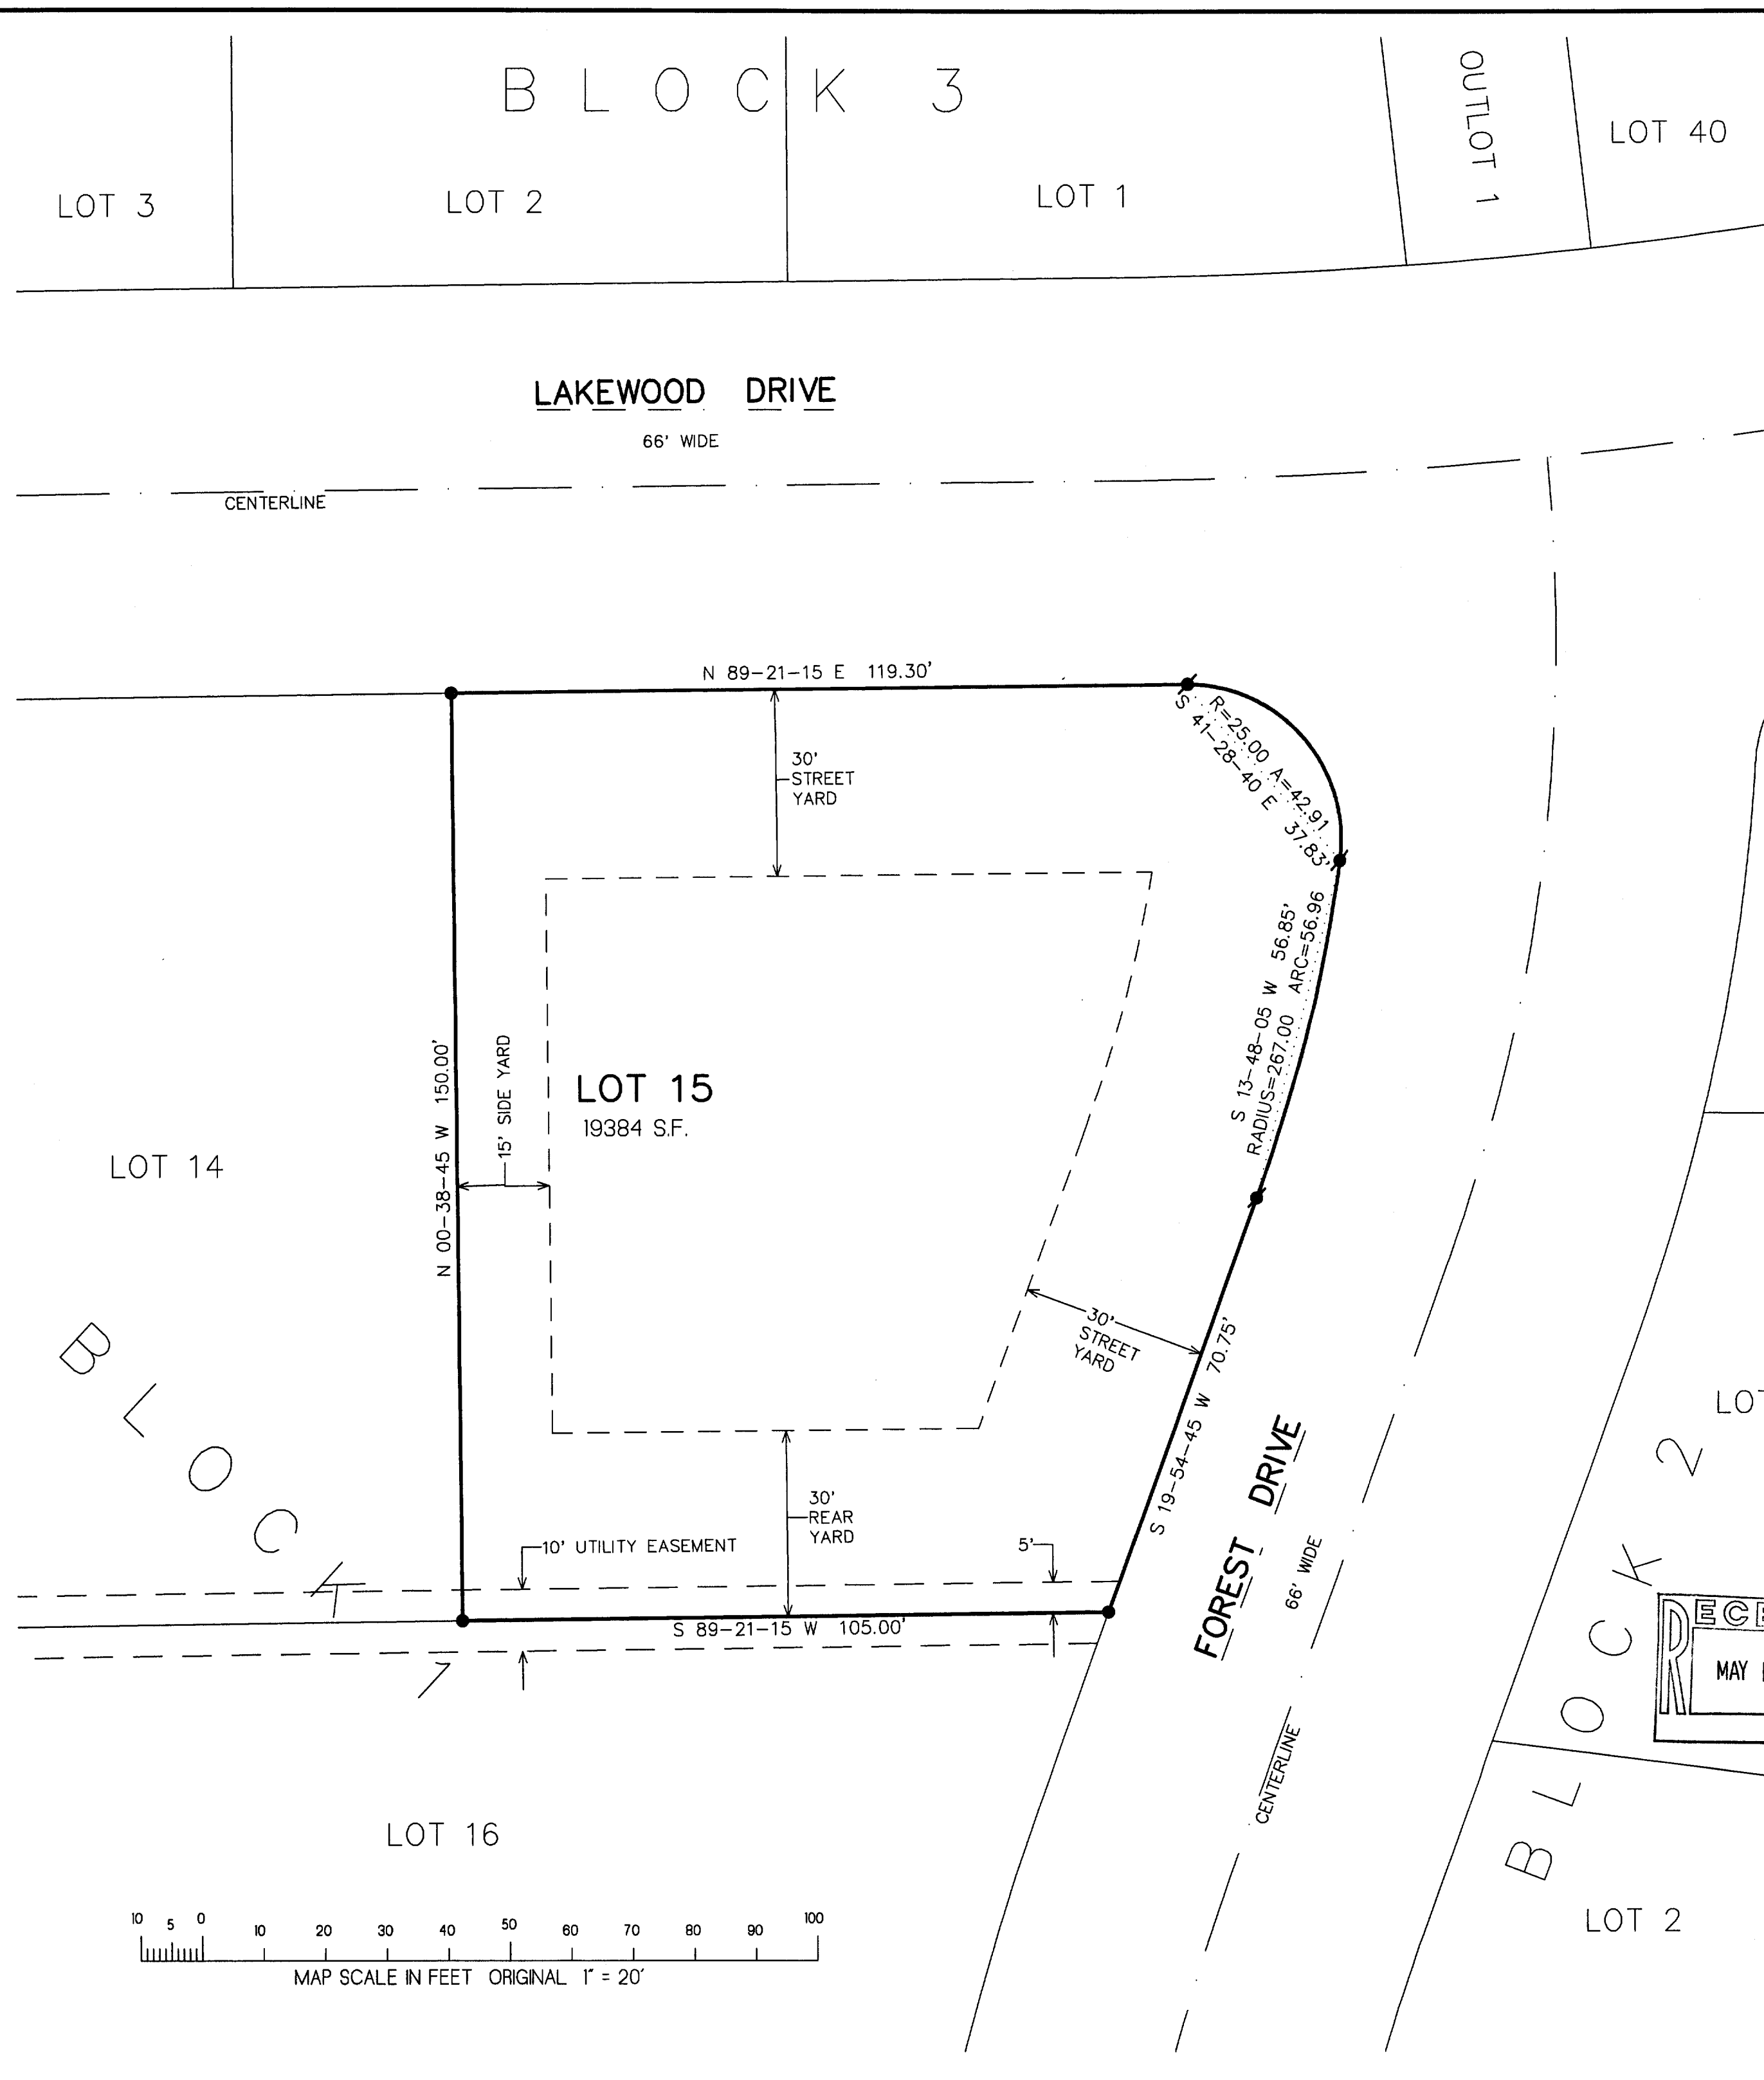 BLOCK 3
OUTLOT 1
LOT 40
LOT 3
LOT 2
LOT 1
LAKEWOOD DRIVE
66' WIDE
CENTERLINE
N 89-21-15 E 119.30'
R=25.00 A=42.91
S 41-28-40 E 37.83'
30'
STREET
YARD
S 13-48-05 W 56.85'
RADIUS=267.00 ARC=56.96
N 00-38-45 W 150.00'
15' SIDE YARD
LOT 15
19384 S.F.
LOT 14
30'
STREET
YARD
S 19-54-45 W 70.75'
BLOCK 7
FOREST DRIVE
66' WIDE
CENTERLINE
30'
REAR
YARD
10' UTILITY EASEMENT
5'
S 89-21-15 W 105.00'
BLOCK 2
MAY
LOT 16
LOT 2
10 5 0 10 20 30 40 50 60 70 80 90 100
MAP SCALE IN FEET ORIGINAL 1" = 20'